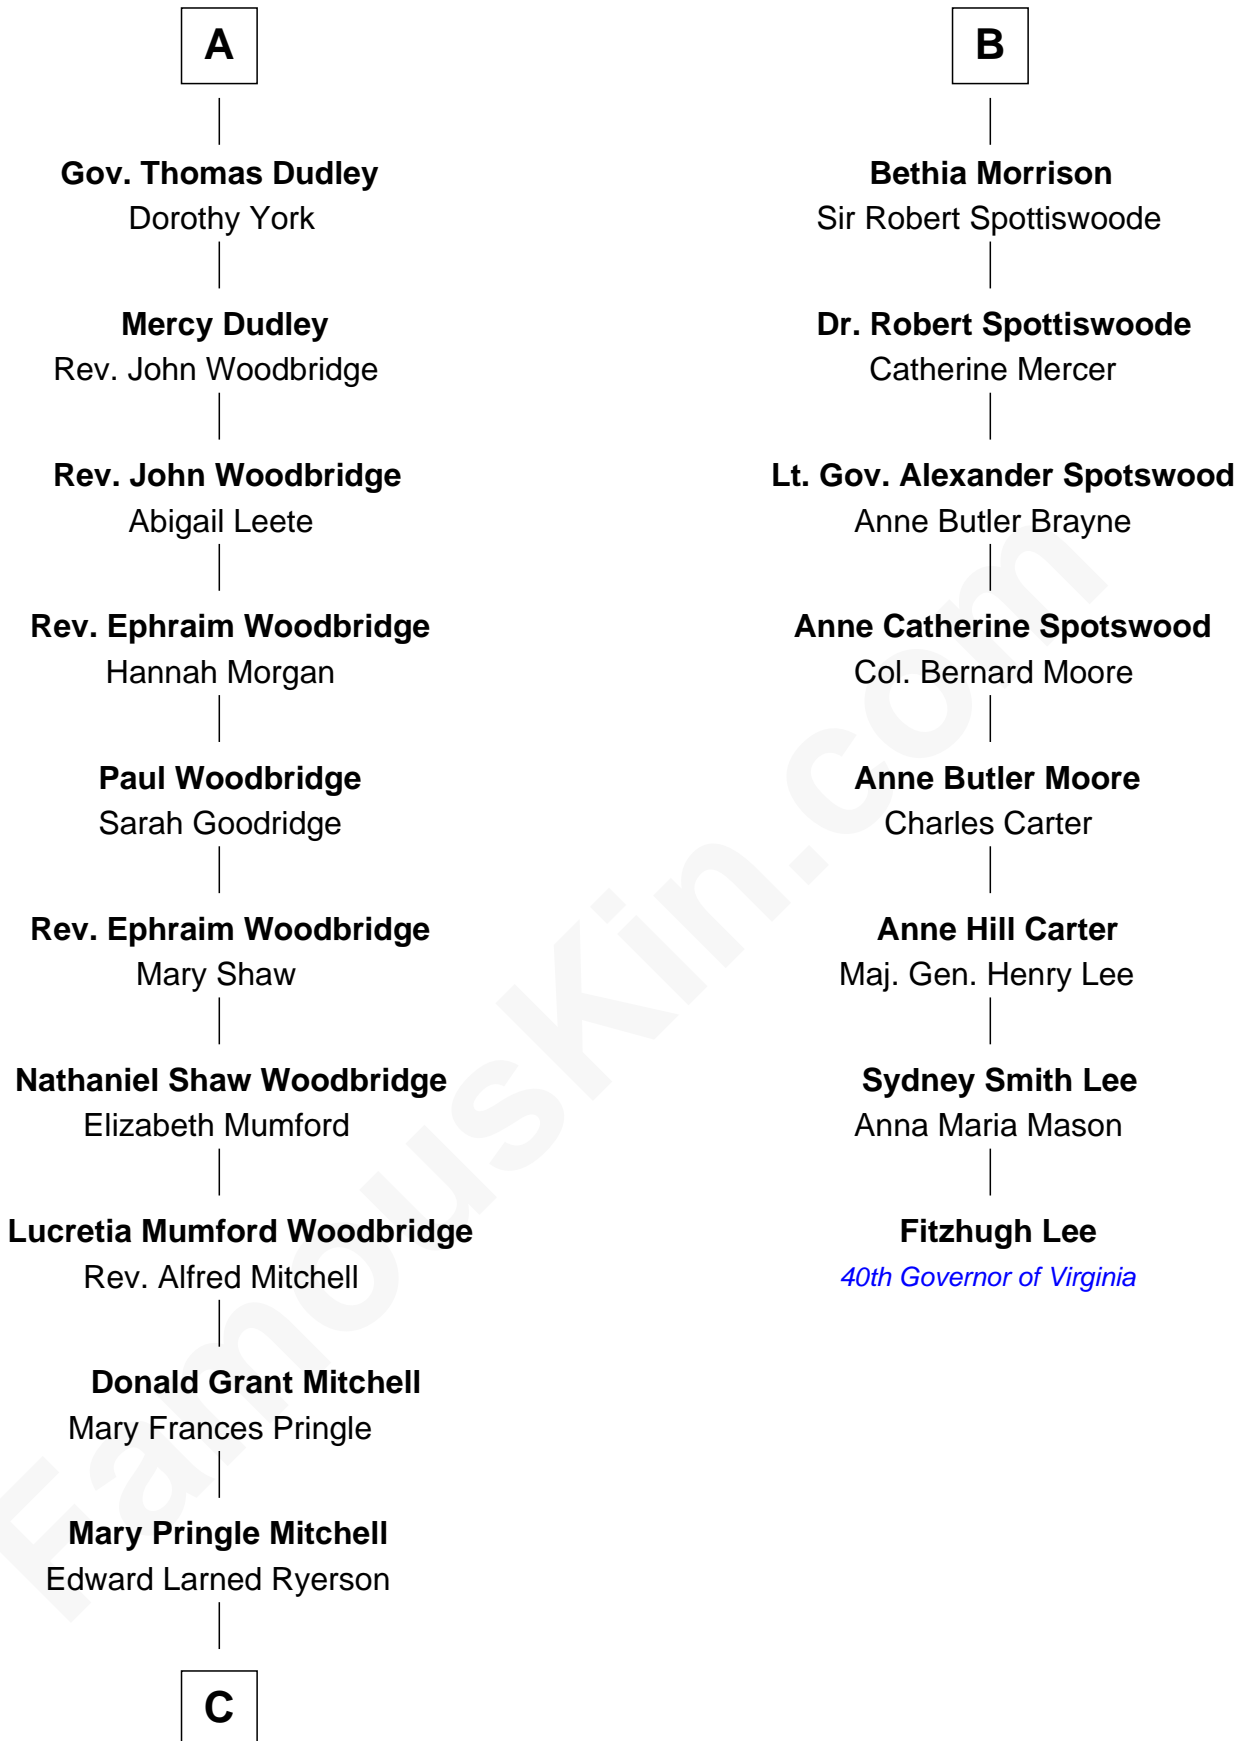 A
Gov. Thomas Dudley
Dorothy York
Mercy Dudley
Rev. John Woodbridge
Rev. John Woodbridge
Abigail Leete
Rev. Ephraim Woodbridge
Hannah Morgan
Paul Woodbridge
Sarah Goodridge
Rev. Ephraim Woodbridge
Mary Shaw
Nathaniel Shaw Woodbridge
Elizabeth Mumford
Lucretia Mumford Woodbridge
Rev. Alfred Mitchell
Donald Grant Mitchell
Mary Frances Pringle
Mary Pringle Mitchell
Edward Larned Ryerson
C
B
Bethia Morrison
Sir Robert Spottiswoode
Dr. Robert Spottiswoode
Catherine Mercer
Lt. Gov. Alexander Spotswood
Anne Butler Brayne
Anne Catherine Spotswood
Col. Bernard Moore
Anne Butler Moore
Charles Carter
Anne Hill Carter
Maj. Gen. Henry Lee
Sydney Smith Lee
Anna Maria Mason
Fitzhugh Lee
40th Governor of Virginia
FamousKin.com